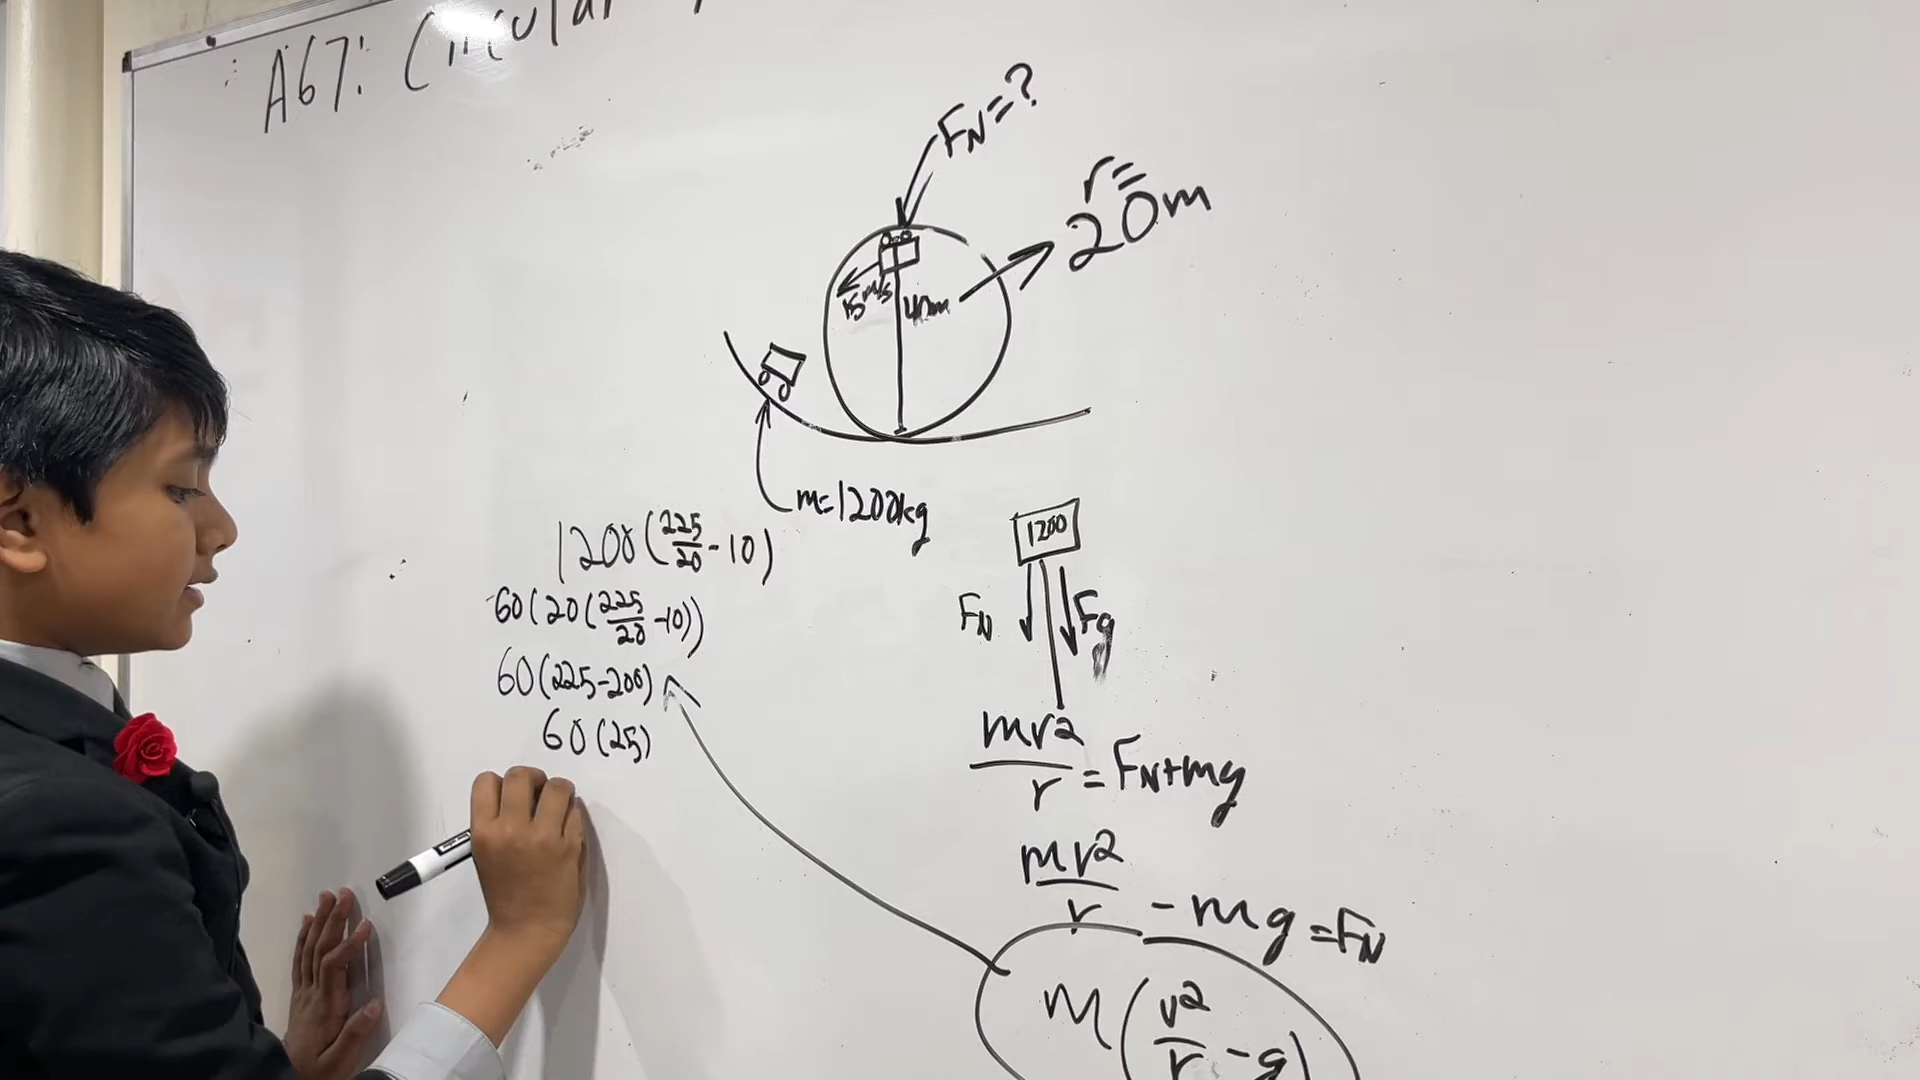 A67: Circular
FN=?
r=
20m
15 m/s
40m
m=1200kg
1200(225/20-10)
60(20(225/20-10))
60(225-200)
60(25)
1200
FN
Fg
mv2/r=FN+mg
mv2/r-mg=FN
m(v2/r-g)